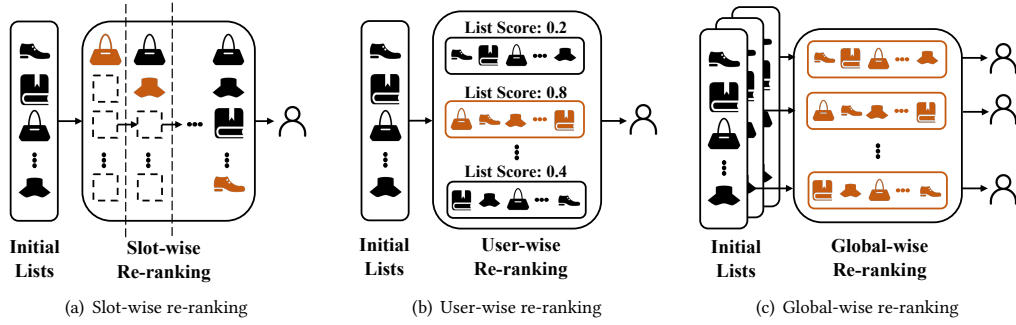 Initial
Lists
Slot-wise
Re-ranking
(a) Slot-wise re-ranking
List Score: 0.2
List Score: 0.8
List Score: 0.4
Initial
Lists
User-wise
Re-ranking
(b) User-wise re-ranking
Initial
Lists
Global-wise
Re-ranking
(c) Global-wise re-ranking